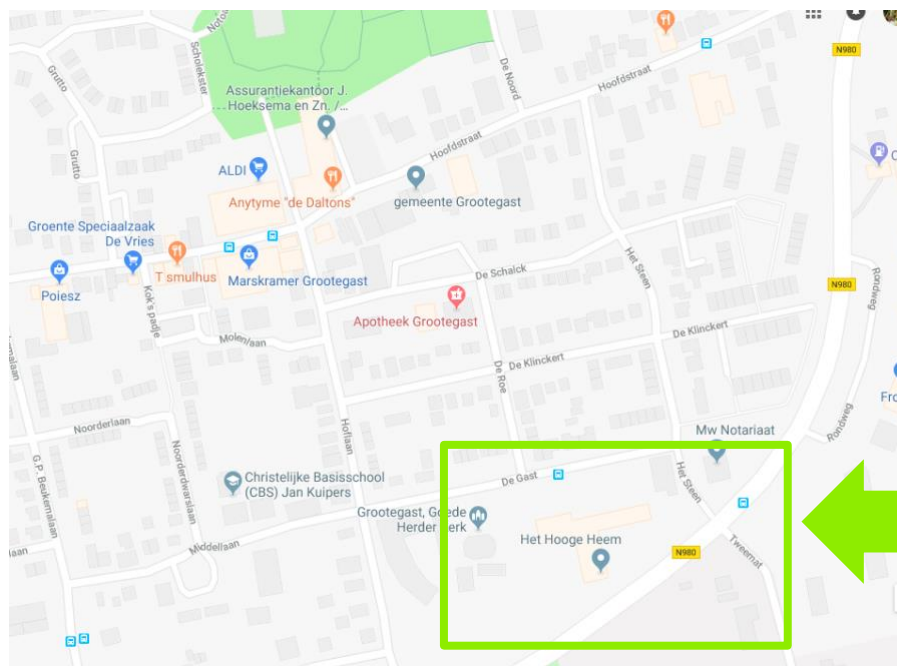 Scholekster
Grutto
N980
De Noord
Hoofdstraat
Assurantiekantoor J.
Hoeksema en Zn. /...
Grutto
Hoofdstraat
ALDI
Anytyme "de Daltons"
gemeente Grootegast
Groente Speciaalzaak
De Vries
T smulhus
Marskramer Grootegast
Poiesz
Kok's padje
De Schalck
Het Steen
N980
Rondweg
Apotheek Grootegast
Molenlaan
De Klinckert
De Klinckert
De Roe
Hoflaan
Noorderlaan
Noorderdwarslaan
G.P. Beukemalaan
Mw Notariaat
Rondweg
Het Steen
De Gast
Christelijke Basisschool
(CBS) Jan Kuipers
Grootegast, Goede
Herder Kerk
Het Hooge Heem
Middellaan
N980
Tweemat